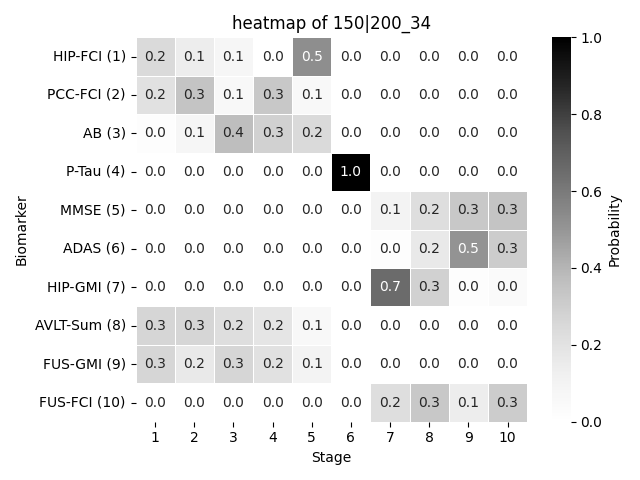 heatmap of 150|200_34
HIP-FCI (1) 0.2 0.1 0.1 0.0 0.5 0.0 0.0 0.0 0.0 0.0
PCC-FCI (2) 0.2 0.3 0.1 0.3 0.1 0.0 0.0 0.0 0.0 0.0
AB (3) 0.0 0.1 0.4 0.3 0.2 0.0 0.0 0.0 0.0 0.0
P-Tau (4) 0.0 0.0 0.0 0.0 0.0 1.0 0.0 0.0 0.0 0.0
MMSE (5) 0.0 0.0 0.0 0.0 0.0 0.0 0.1 0.2 0.3 0.3
ADAS (6) 0.0 0.0 0.0 0.0 0.0 0.0 0.0 0.2 0.5 0.3
HIP-GMI (7) 0.0 0.0 0.0 0.0 0.0 0.0 0.7 0.3 0.0 0.0
AVLT-Sum (8) 0.3 0.3 0.2 0.2 0.1 0.0 0.0 0.0 0.0 0.0
FUS-GMI (9) 0.3 0.2 0.3 0.2 0.1 0.0 0.0 0.0 0.0 0.0
FUS-FCI (10) 0.0 0.0 0.0 0.0 0.0 0.0 0.2 0.3 0.1 0.3
1 2 3 4 5 6 7 8 9 10
Stage
Biomarker
1.0
0.8
0.6
0.4
0.2
0.0
Probability